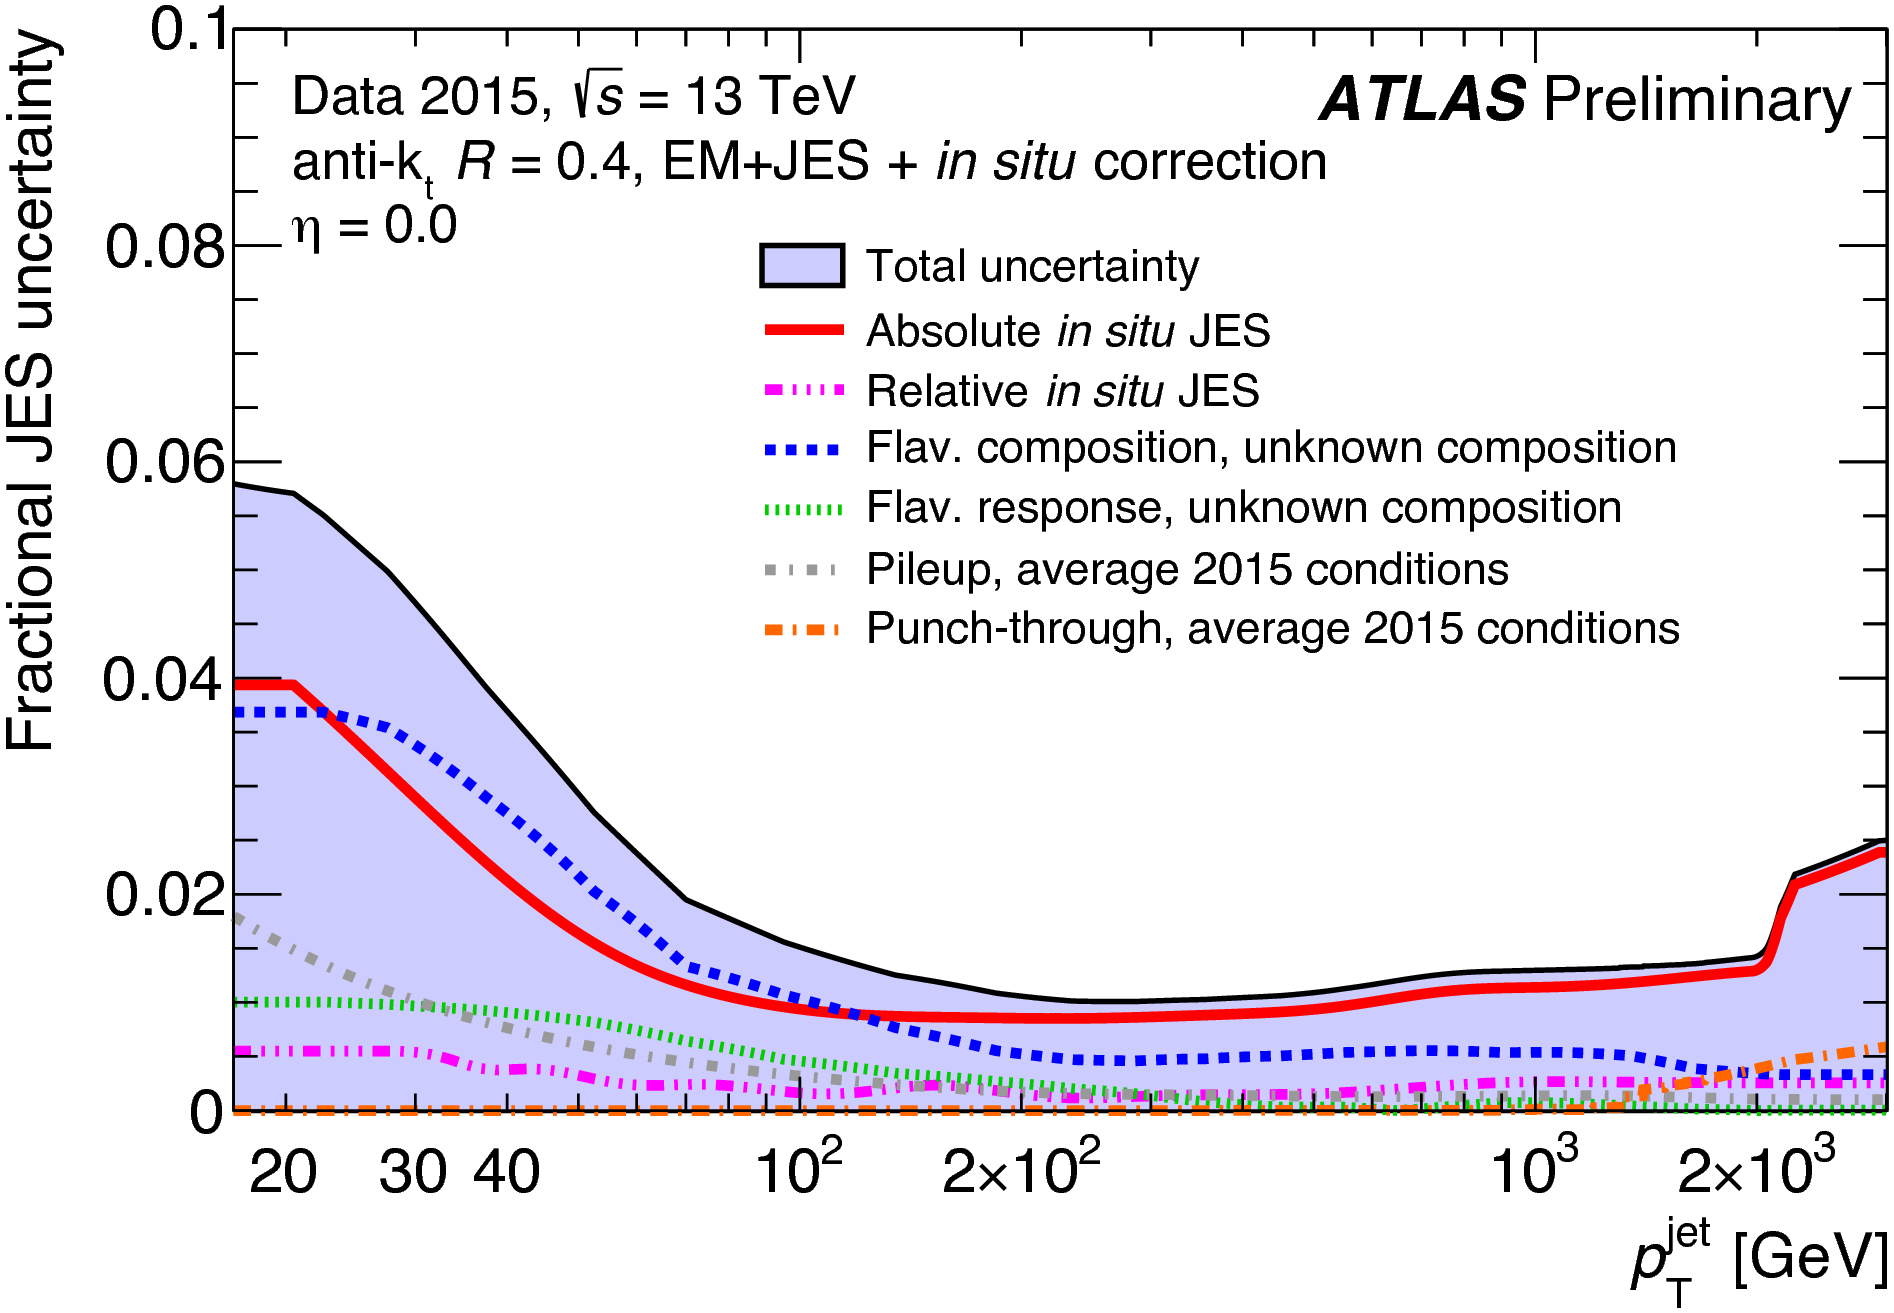 Fractional JES uncertainty
0.1
0.08
0.06
0.04
0.02
0
Data 2015, √s = 13 TeV
ATLAS Preliminary
anti-kt R = 0.4, EM+JES + in situ correction
η = 0.0
Total uncertainty
Absolute in situ JES
Relative in situ JES
Flav. composition, unknown composition
Flav. response, unknown composition
Pileup, average 2015 conditions
Punch-through, average 2015 conditions
20 30 40 10² 2×10² 10³ 2×10³
p_T^jet [GeV]